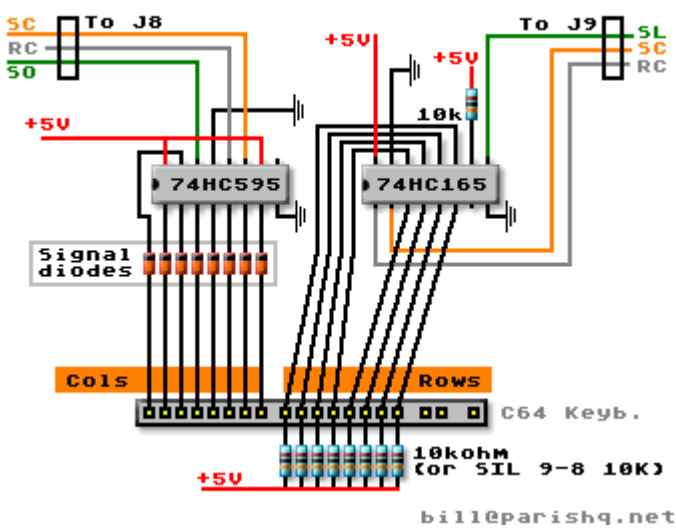 SC
RC
SO
To J8
To J9
SL
SC
RC
+5V
+5V
+5V
10k
74HC595
74HC165
Signal
diodes
Cols
Rows
C64 Keyb.
10kohm
(or SIL 9-8 10K)
+5V
bill@parishq.net